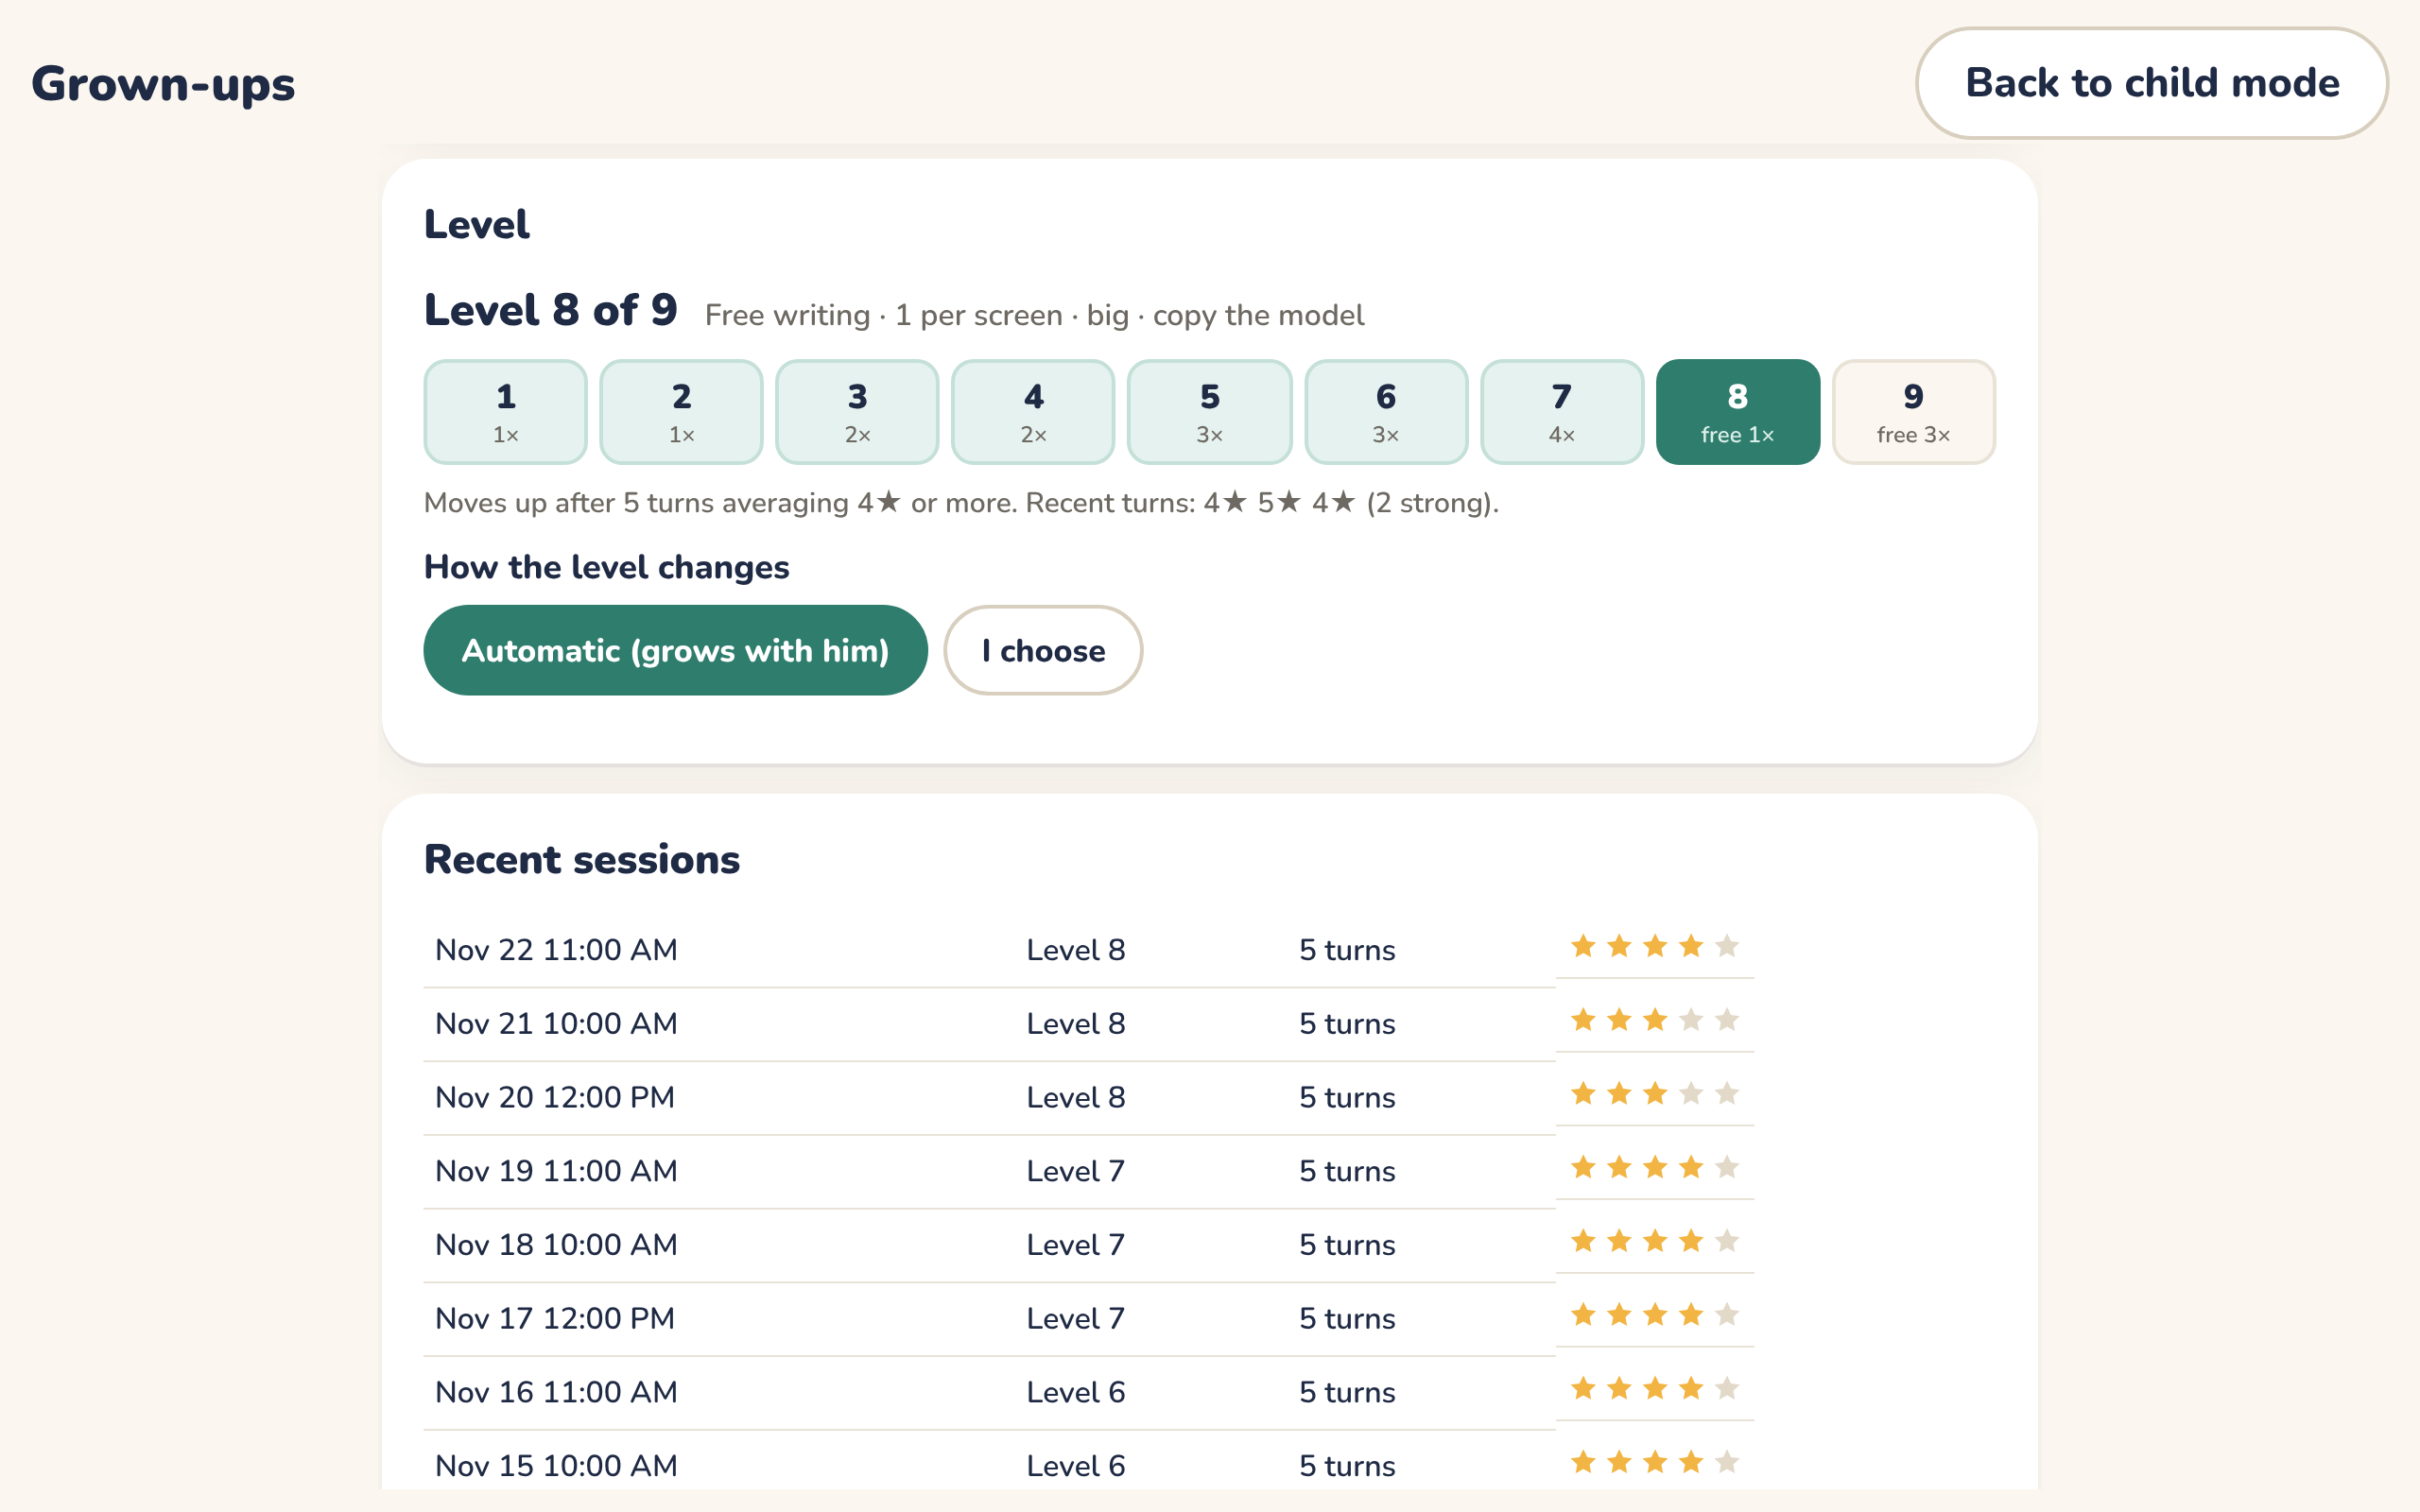 Grown-ups
Back to child mode
Level
Level 8 of 9 Free writing · 1 per screen · big · copy the model
1 2 3 4 5 6 7 8 9
1× 1× 2× 2× 3× 3× 4× free 1× free 3×
Moves up after 5 turns averaging 4★ or more. Recent turns: 4★ 5★ 4★ (2 strong).
How the level changes
Automatic (grows with him) I choose
Recent sessions
Nov 22 11:00 AM Level 8 5 turns
Nov 21 10:00 AM Level 8 5 turns
Nov 20 12:00 PM Level 8 5 turns
Nov 19 11:00 AM Level 7 5 turns
Nov 18 10:00 AM Level 7 5 turns
Nov 17 12:00 PM Level 7 5 turns
Nov 16 11:00 AM Level 6 5 turns
Nov 15 10:00 AM Level 6 5 turns